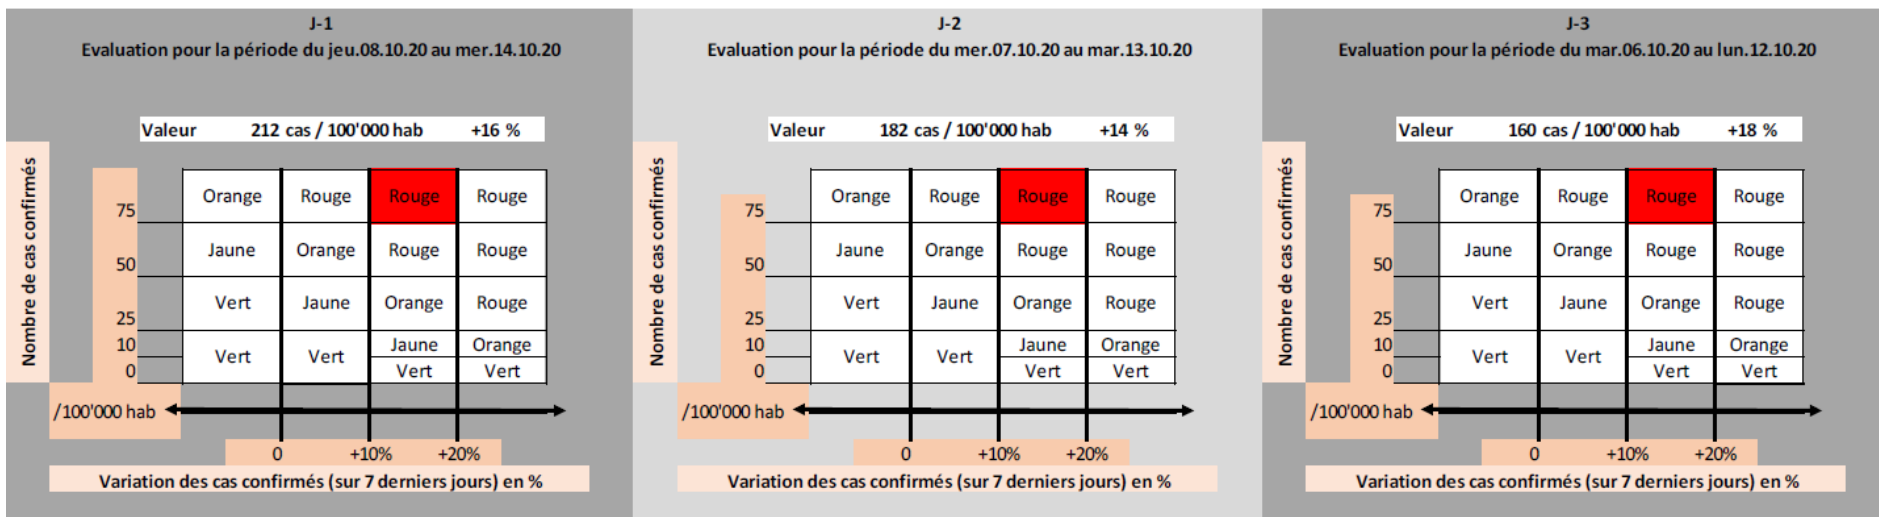 J-1
Evaluation pour la période du jeu.08.10.20 au mer.14.10.20
Valeur 212 cas / 100'000 hab +16 %
Nombre de cas confirmés
Orange Rouge Rouge Rouge
75
Jaune Orange Rouge Rouge
50
Vert Jaune Orange Rouge
25
Jaune Orange
10
Vert Vert
Vert Vert
0
/100'000 hab
0 +10% +20%
Variation des cas confirmés (sur 7 derniers jours) en %
J-2
Evaluation pour la période du mer.07.10.20 au mar.13.10.20
Valeur 182 cas / 100'000 hab +14 %
Nombre de cas confirmés
Orange Rouge Rouge Rouge
75
Jaune Orange Rouge Rouge
50
Vert Jaune Orange Rouge
25
Jaune Orange
10
Vert Vert
Vert Vert
0
/100'000 hab
0 +10% +20%
Variation des cas confirmés (sur 7 derniers jours) en %
J-3
Evaluation pour la période du mar.06.10.20 au lun.12.10.20
Valeur 160 cas / 100'000 hab +18 %
Nombre de cas confirmés
Orange Rouge Rouge Rouge
75
Jaune Orange Rouge Rouge
50
Vert Jaune Orange Rouge
25
Jaune Orange
10
Vert Vert
Vert Vert
0
/100'000 hab
0 +10% +20%
Variation des cas confirmés (sur 7 derniers jours) en %